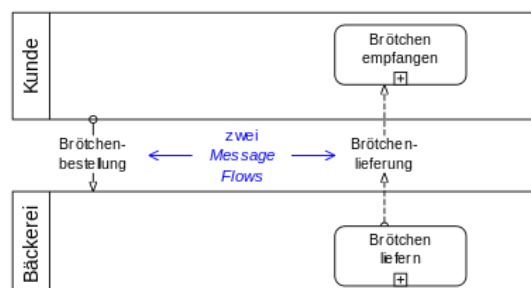 Kunde
Brötchen
empfangen
Brötchen-
bestellung
zwei
Message
Flows
Brötchen-
lieferung
Bäckerei
Brötchen
liefern